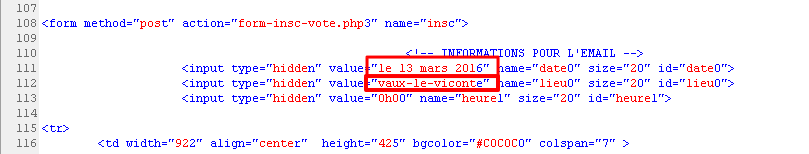 107
108 <form method="post" action="form-insc-vote.php3" name="insc">
109
110 <!-- INFORMATIONS POUR L'EMAIL -->
111 <input type="hidden" value="le 13 mars 2016" name="date0" size="20" id="date0">
112 <input type="hidden" value="vaux-le-viconte" name="lieu0" size="20" id="lieu0">
113 <input type="hidden" value="0h00" name="heure1" size="20" id="heure1">
114
115 <tr>
116 <td width="922" align="center" height="425" bgcolor="#C0C0C0" colspan="7" >